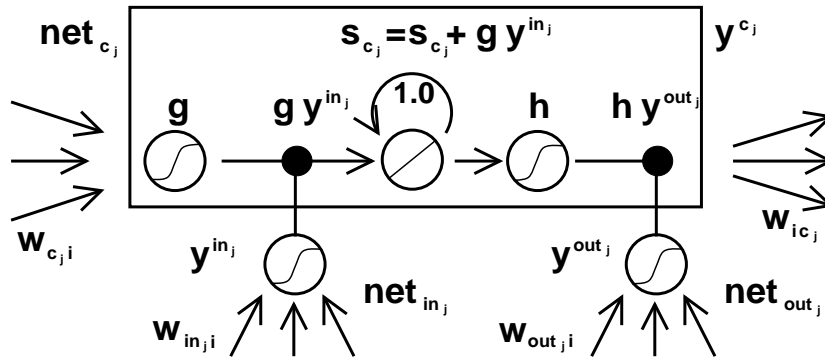 net c j
s c j = s c j + g y in j
y c j
g
g y in j
1.0
h
h y out j
w c j i
y in j
net in j
w in j i
y out j
net out j
w out j i
w i c j